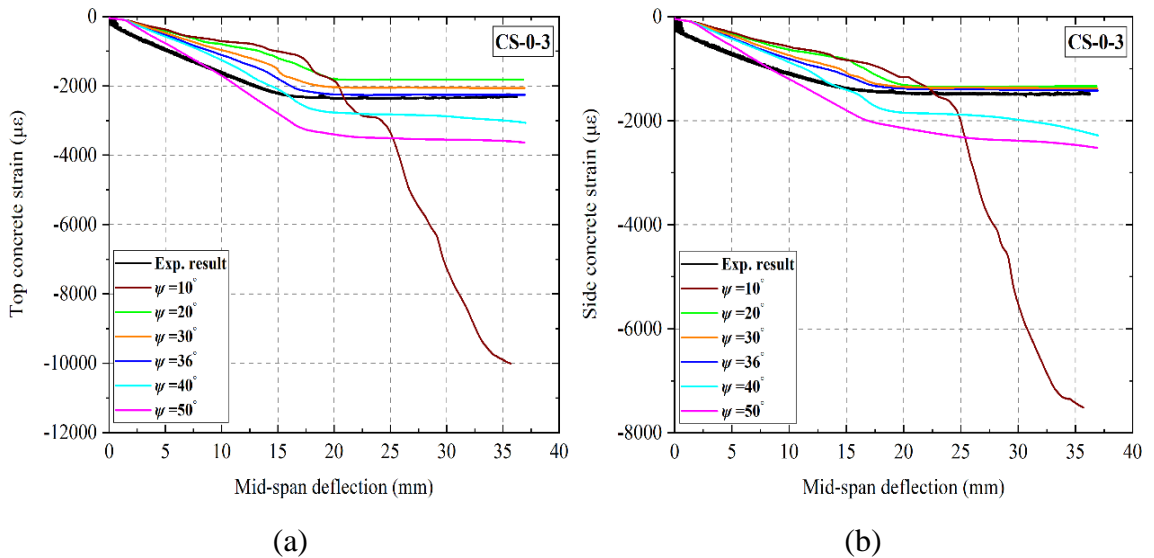 CS-0-3
Top concrete strain (με)
0
-2000
-4000
-6000
-8000
-10000
-12000
Exp. result
ψ =10°
ψ =20°
ψ =30°
ψ =36°
ψ =40°
ψ =50°
0 5 10 15 20 25 30 35 40
Mid-span deflection (mm)
(a)
CS-0-3
Side concrete strain (με)
0
-2000
-4000
-6000
-8000
Exp. result
ψ =10°
ψ =20°
ψ =30°
ψ =36°
ψ =40°
ψ =50°
0 5 10 15 20 25 30 35 40
Mid-span deflection (mm)
(b)